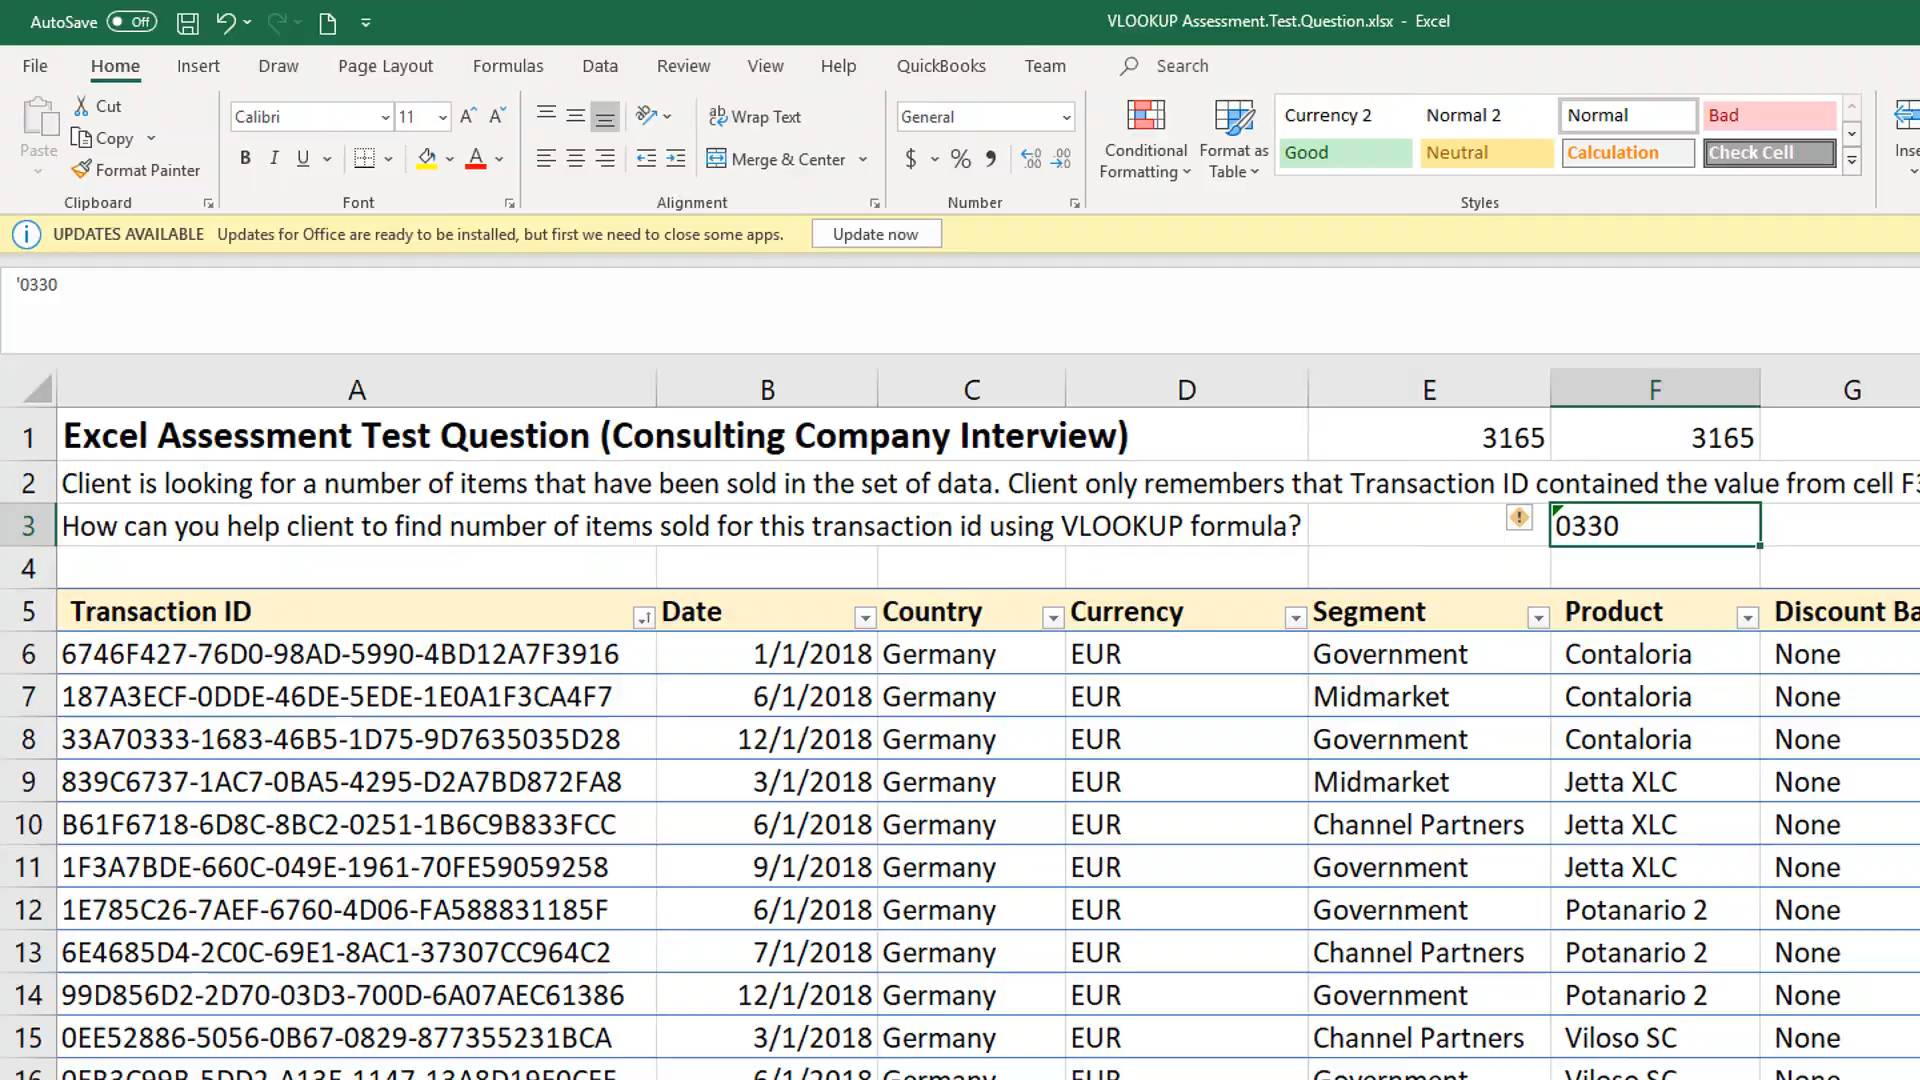 AutoSave Off VLOOKUP Assessment.Test.Question.xlsx - Excel
File Home Insert Draw Page Layout Formulas Data Review View Help QuickBooks Team Search
Paste
Cut
Copy
Format Painter
Clipboard
Calibri 11
B I U A
Font
Wrap Text
Merge & Center
Alignment
General
$ % 9
Number
Conditional Formatting
Format as Table
Currency 2 Normal 2 Normal Bad
Good Neutral Calculation Check Cell
Styles
UPDATES AVAILABLE Updates for Office are ready to be installed, but first we need to close some apps. Update now
'0330
A B C D E F G
1 Excel Assessment Test Question (Consulting Company Interview) 3165 3165
2 Client is looking for a number of items that have been sold in the set of data. Client only remembers that Transaction ID contained the value from cell F3
3 How can you help client to find number of items sold for this transaction id using VLOOKUP formula? 0330
4
5 Transaction ID Date Country Currency Segment Product Discount Ba
6 6746F427-76D0-98AD-5990-4BD12A7F3916 1/1/2018 Germany EUR Government Contaloria None
7 187A3ECF-0DDE-46DE-5EDE-1E0A1F3CA4F7 6/1/2018 Germany EUR Midmarket Contaloria None
8 33A70333-1683-46B5-1D75-9D7635035D28 12/1/2018 Germany EUR Government Contaloria None
9 839C6737-1AC7-0BA5-4295-D2A7BD872FA8 3/1/2018 Germany EUR Midmarket Jetta XLC None
10 B61F6718-6D8C-8BC2-0251-1B6C9B833FCC 6/1/2018 Germany EUR Channel Partners Jetta XLC None
11 1F3A7BDE-660C-049E-1961-70FE59059258 9/1/2018 Germany EUR Government Jetta XLC None
12 1E785C26-7AEF-6760-4D06-FA588831185F 6/1/2018 Germany EUR Government Potanario 2 None
13 6E4685D4-2C0C-69E1-8AC1-37307CC964C2 7/1/2018 Germany EUR Channel Partners Potanario 2 None
14 99D856D2-2D70-03D3-700D-6A07AEC61386 12/1/2018 Germany EUR Government Potanario 2 None
15 0EE52886-5056-0B67-0829-877355231BCA 3/1/2018 Germany EUR Channel Partners Viloso SC None
16 6/1/2018 Germany EUR Government Viloso SC None